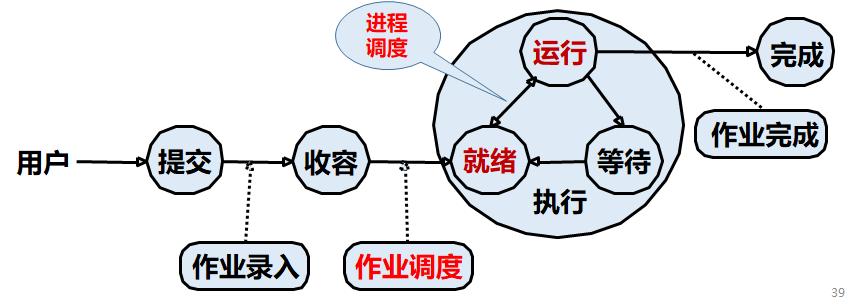 进程
调度
运行
完成
作业完成
用户
提交
收容
就绪
等待
执行
作业录入
作业调度
39